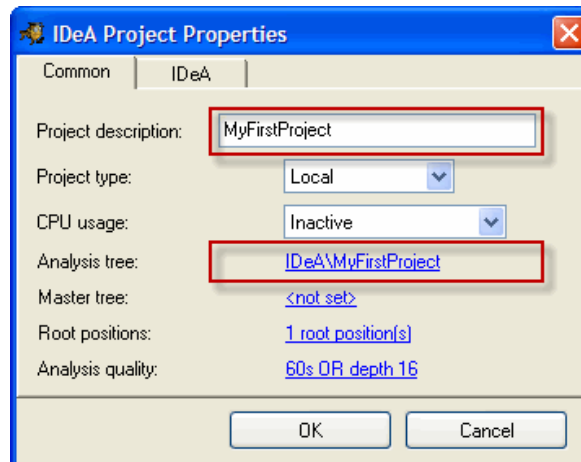 IDeA Project Properties
Common IDeA
Project description: MyFirstProject
Project type: Local
CPU usage: Inactive
Analysis tree: IDeA\MyFirstProject
Master tree: <not set>
Root positions: 1 root position(s)
Analysis quality: 60s OR depth 16
OK Cancel